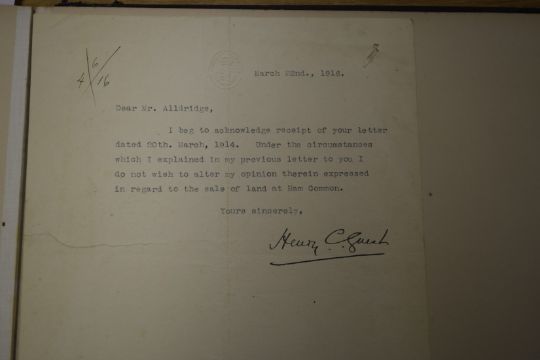 4/6/16
March 22nd., 1916.
Dear Mr. Alldridge,
I beg to acknowledge receipt of your letter
dated 20th. March, 1914. Under the circumstances
which I explained in my previous letter to you I
do not wish to alter my opinion therein expressed
in regard to the sale of land at Ham Common.
Yours sincerely,
Henry C. Guest